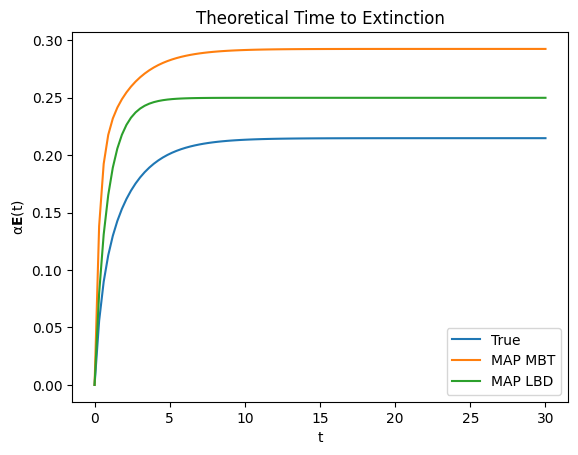 Theoretical Time to Extinction
0.30
0.25
0.20
0.15
0.10
0.05
0.00
α𝐄(t)
0 5 10 15 20 25 30
t
True
MAP MBT
MAP LBD